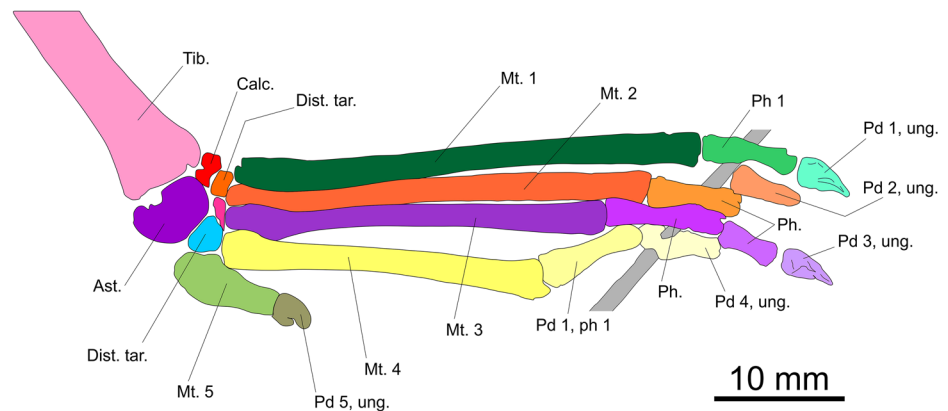 Tib.
Calc.
Dist. tar.
Mt. 1
Mt. 2
Ph 1
Pd 1, ung.
Pd 2, ung.
Ph.
Pd 3, ung.
Ast.
Dist. tar.
Mt. 5
Pd 5, ung.
Mt. 4
Mt. 3
Pd 1, ph 1
Ph.
Pd 4, ung.
10 mm